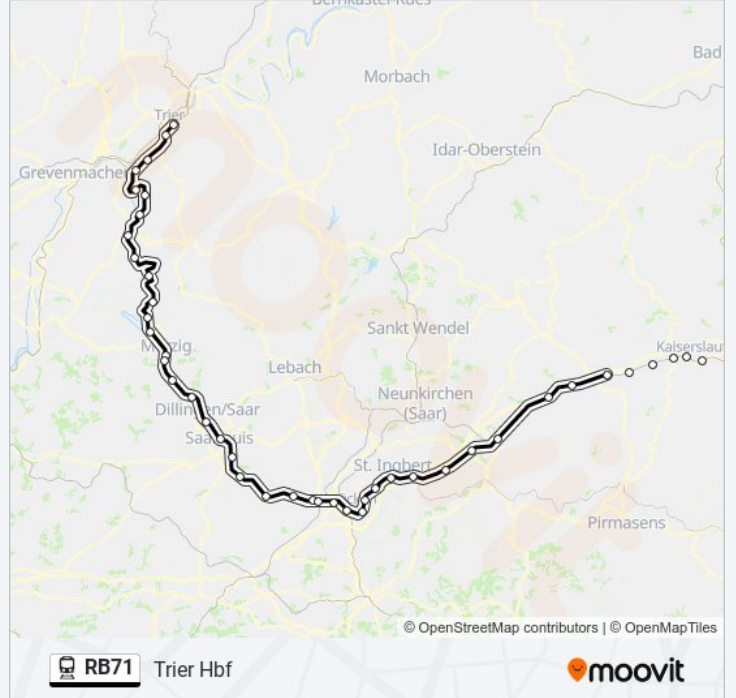 Bernkastel-Kues
Morbach
Bad
Trier
Idar-Oberstein
Grevenmacher
Sankt Wendel
Merzig
Kaiserslau
Lebach
Neunkirchen
(Saar)
Dillingen/Saar
Saarlouis
St. Ingbert
Pirmasens
© OpenStreetMap contributors | © OpenMapTiles
RB71 Trier Hbf
moovit